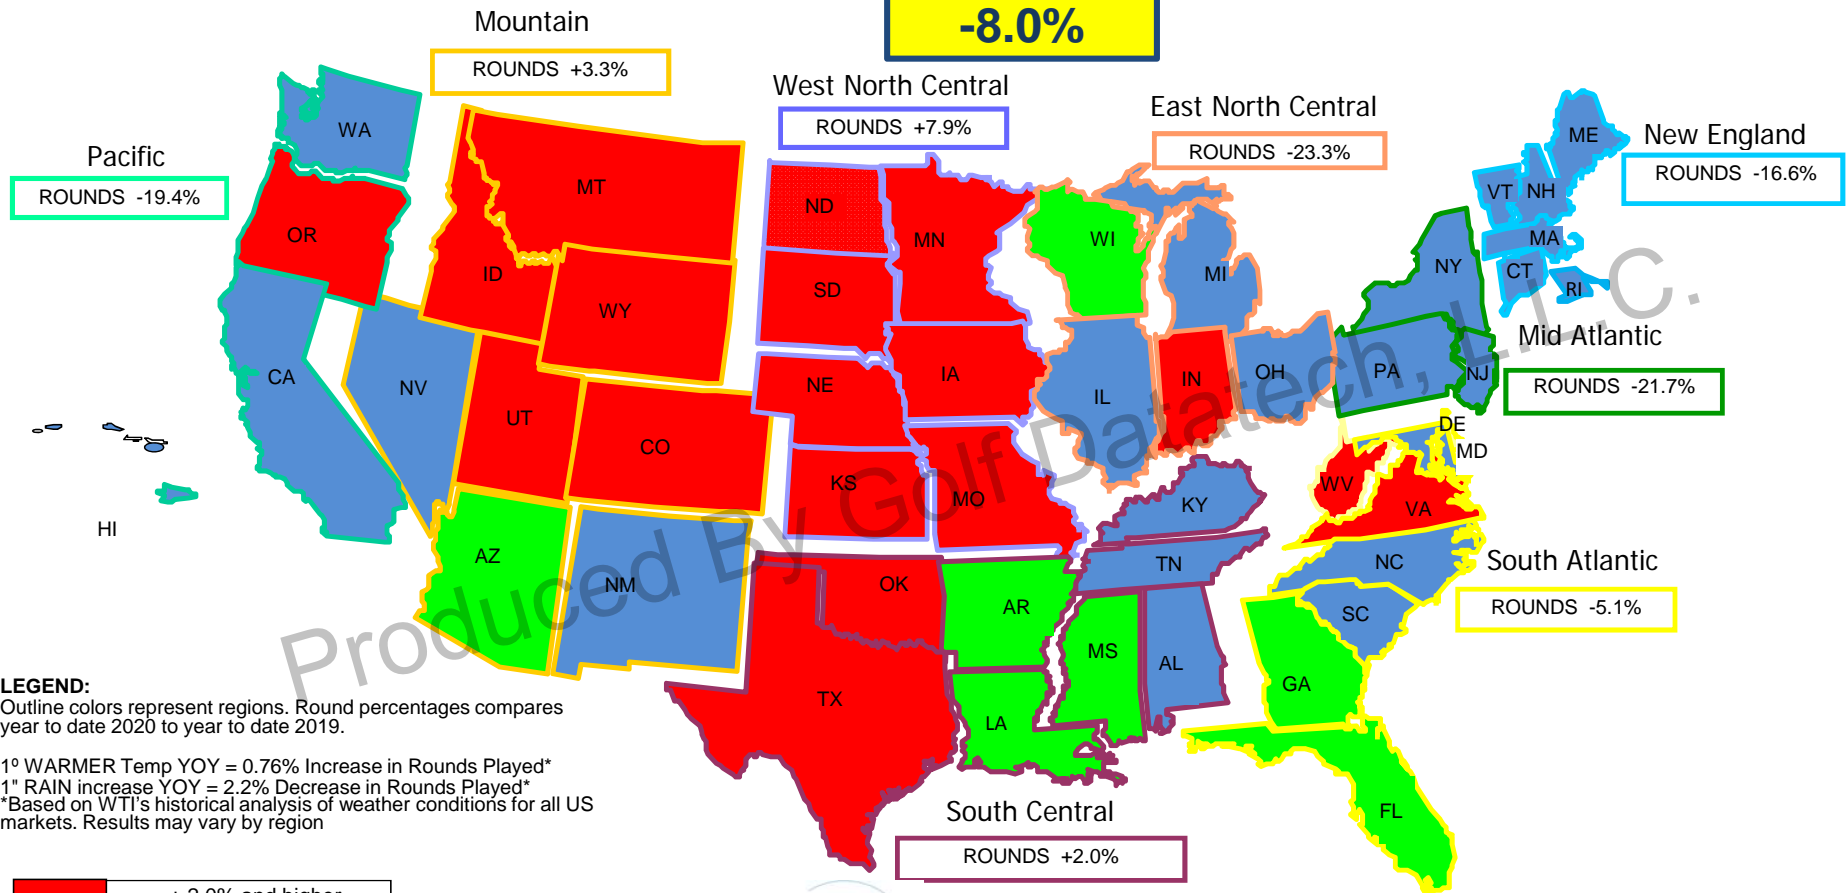 -8.0%
Mountain
ROUNDS +3.3%
West North Central
ROUNDS +7.9%
East North Central
ROUNDS -23.3%
New England
ROUNDS -16.6%
Pacific
ROUNDS -19.4%
WA
OR
CA
NV
ID
MT
WY
UT
CO
AZ
NM
HI
ND
SD
NE
KS
MN
IA
MO
WI
MI
IL
IN
OH
ME
VT
NH
MA
CT
RI
NY
PA
NJ
Mid Atlantic
ROUNDS -21.7%
DE
MD
WV
VA
NC
SC
GA
FL
South Atlantic
ROUNDS -5.1%
KY
TN
MS
AL
OK
AR
TX
LA
South Central
ROUNDS +2.0%
Produced By Golf Datatech, L.L.C.
LEGEND:
Outline colors represent regions. Round percentages compares
year to date 2020 to year to date 2019.
1º WARMER Temp YOY = 0.76% Increase in Rounds Played*
1" RAIN increase YOY = 2.2% Decrease in Rounds Played*
*Based on WTI's historical analysis of weather conditions for all US
markets. Results may vary by region
and higher